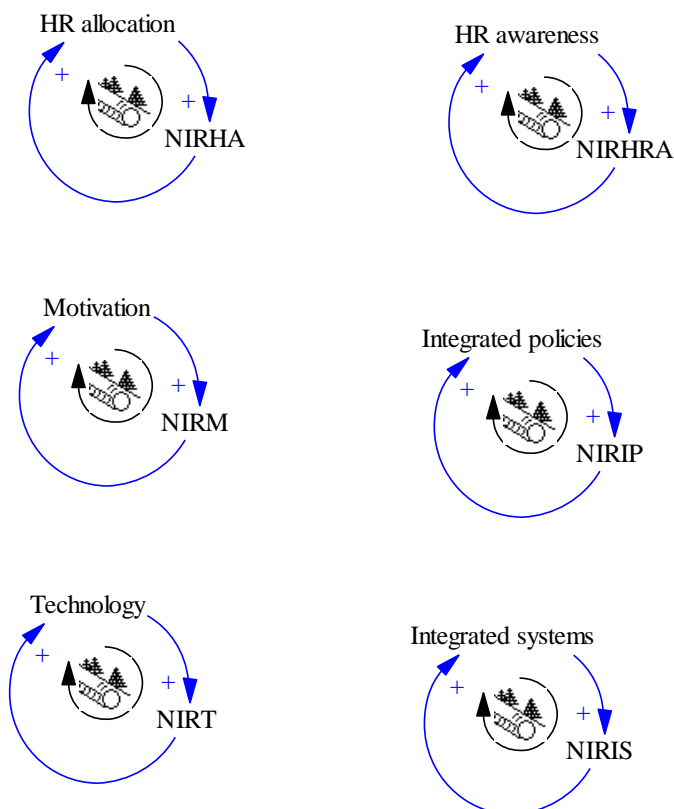 HR allocation
+
+
NIRHA
HR awareness
+
+
NIRHRA
Motivation
+
+
NIRM
Integrated policies
+
+
NIRIP
Technology
+
+
NIRT
Integrated systems
+
+
NIRIS